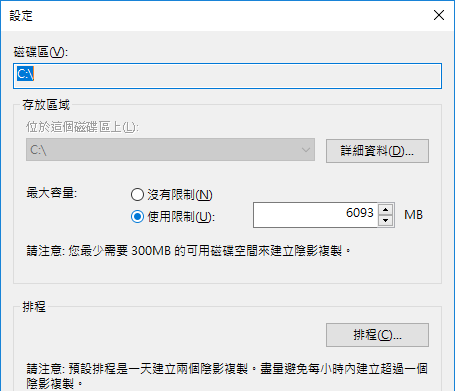 設定
磁碟區(V):
C:\
存放區域
位於這個磁碟區上(L):
C:\
詳細資料(D)...
最大容量:
沒有限制(N)
使用限制(U):
6093
MB
請注意: 您最少需要 300MB 的可用磁碟空間來建立陰影複製。
排程
排程(C)...
請注意: 預設排程是一天建立兩個陰影複製。盡量避免每小時內建立超過一個
陰影複製。